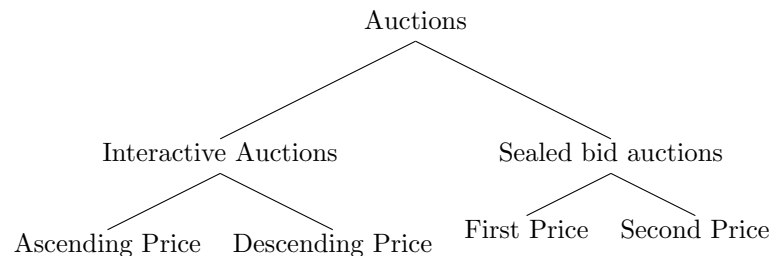 Auctions
Interactive Auctions
Sealed bid auctions
Ascending Price
Descending Price
First Price
Second Price